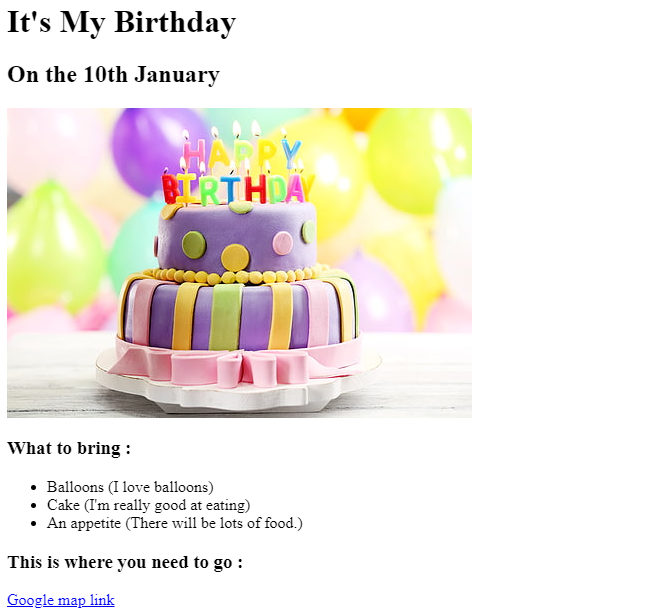 It's My Birthday
On the 10th January
HAPPY
BIRTHDAY
What to bring :
Balloons (I love balloons)
Cake (I'm really good at eating)
An appetite (There will be lots of food.)
This is where you need to go :
Google map link